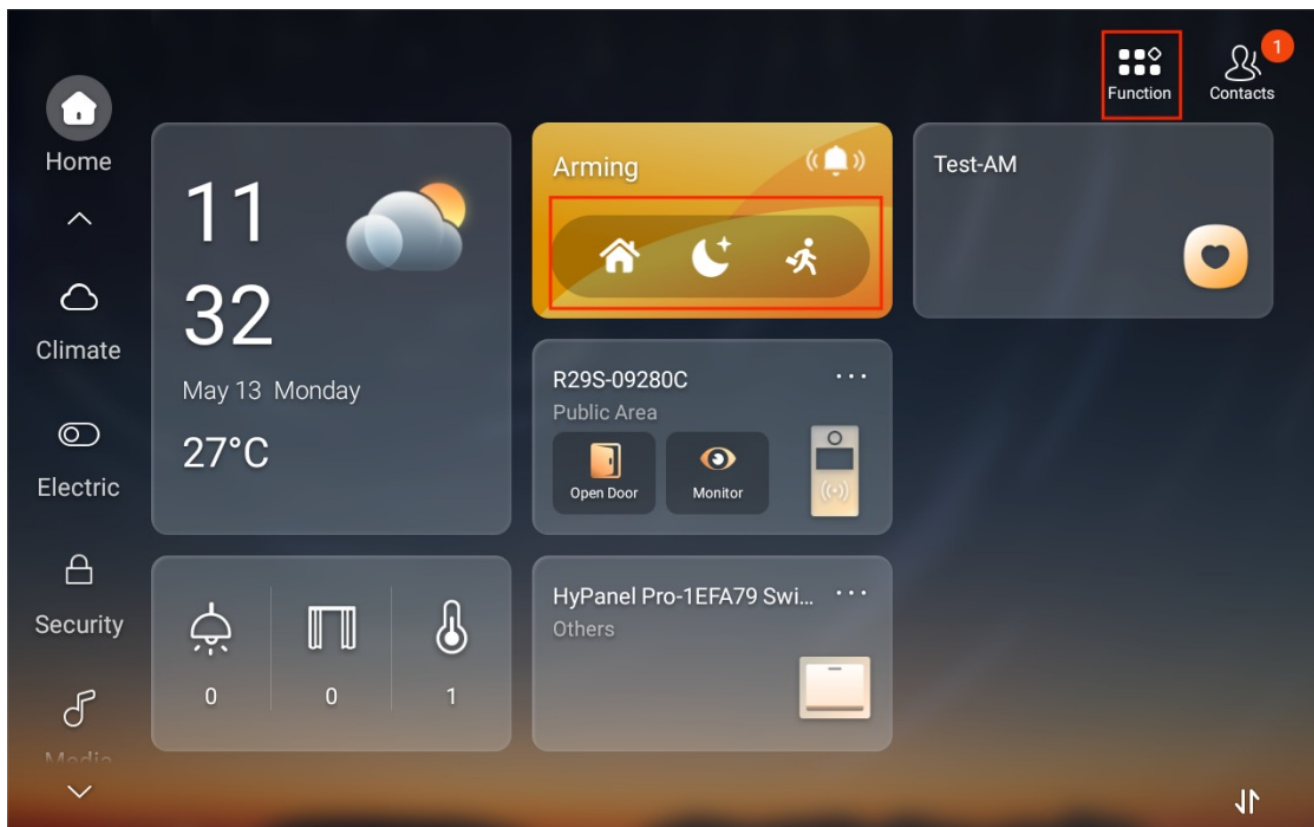 Function
Contacts
1
Home
Climate
Electric
Security
Media
11
32
May 13 Monday
27°C
0
0
1
Arming
R29S-09280C
Public Area
Open Door
Monitor
HyPanel Pro-1EFA79 Swi...
Others
Test-AM